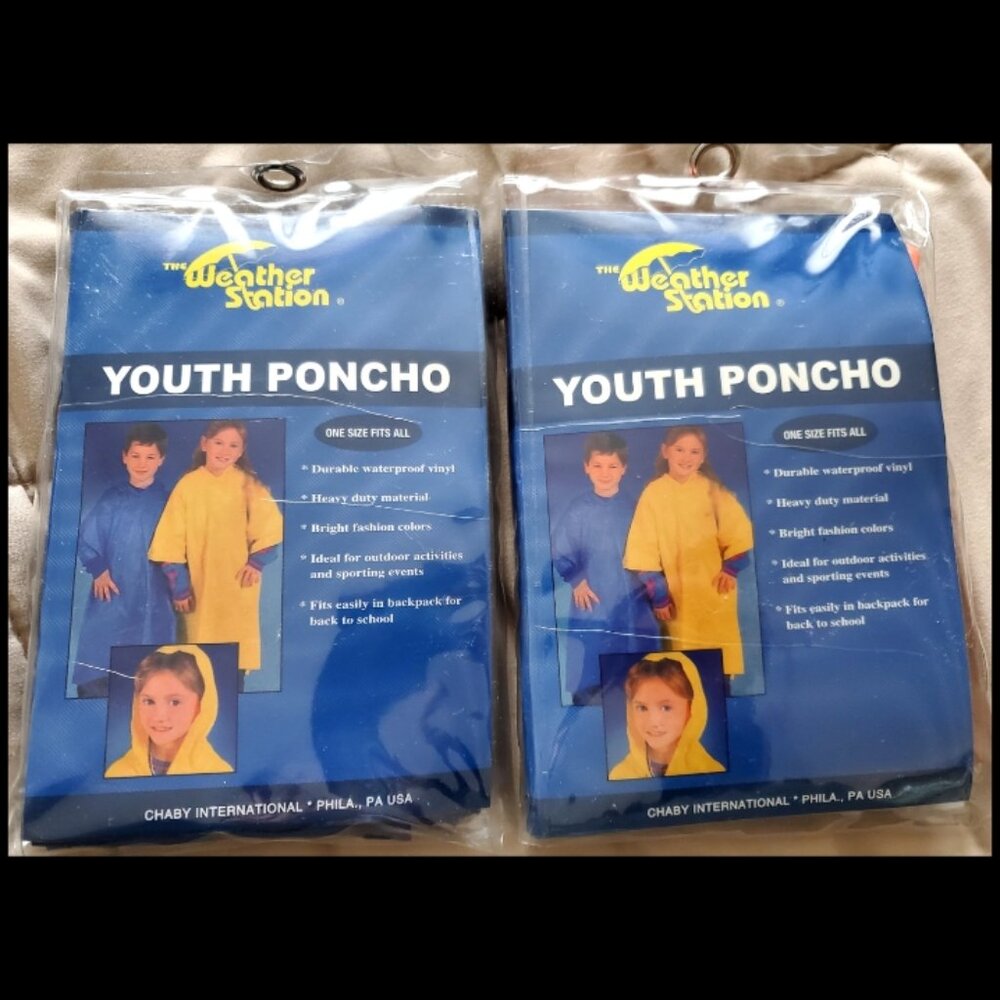 THE Weather
Station ®
YOUTH PONCHO
ONE SIZE FITS ALL
* Durable waterproof vinyl
* Heavy duty material
* Bright fashion colors
* Ideal for outdoor activities
and sporting events
* Fits easily in backpack for
back to school
CHABY INTERNATIONAL * PHILA., PA USA
THE Weather
Station ®
YOUTH PONCHO
ONE SIZE FITS ALL
* Durable waterproof vinyl
* Heavy duty material
* Bright fashion colors
* Ideal for outdoor activities
and sporting events
* Fits easily in backpack for
back to school
CHABY INTERNATIONAL * PHILA., PA USA